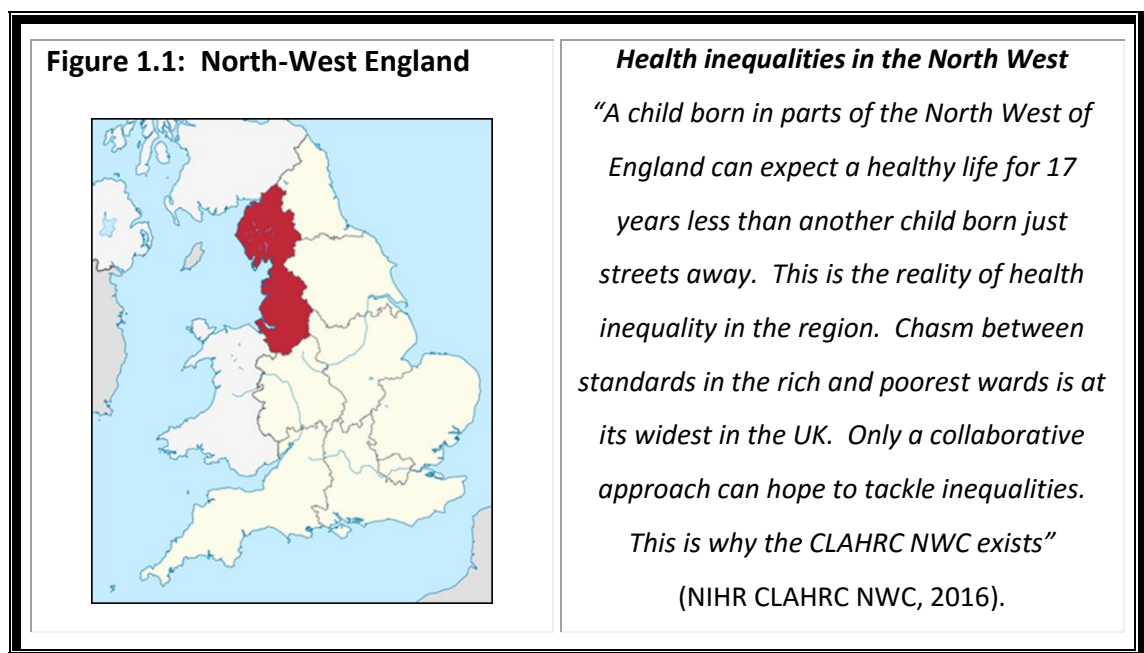 Figure 1.1:  North-West England
Health inequalities in the North West
“A child born in parts of the North West of
England can expect a healthy life for 17
years less than another child born just
streets away.  This is the reality of health
inequality in the region.  Chasm between
standards in the rich and poorest wards is at
its widest in the UK.  Only a collaborative
approach can hope to tackle inequalities.
This is why the CLAHRC NWC exists”
(NIHR CLAHRC NWC, 2016).